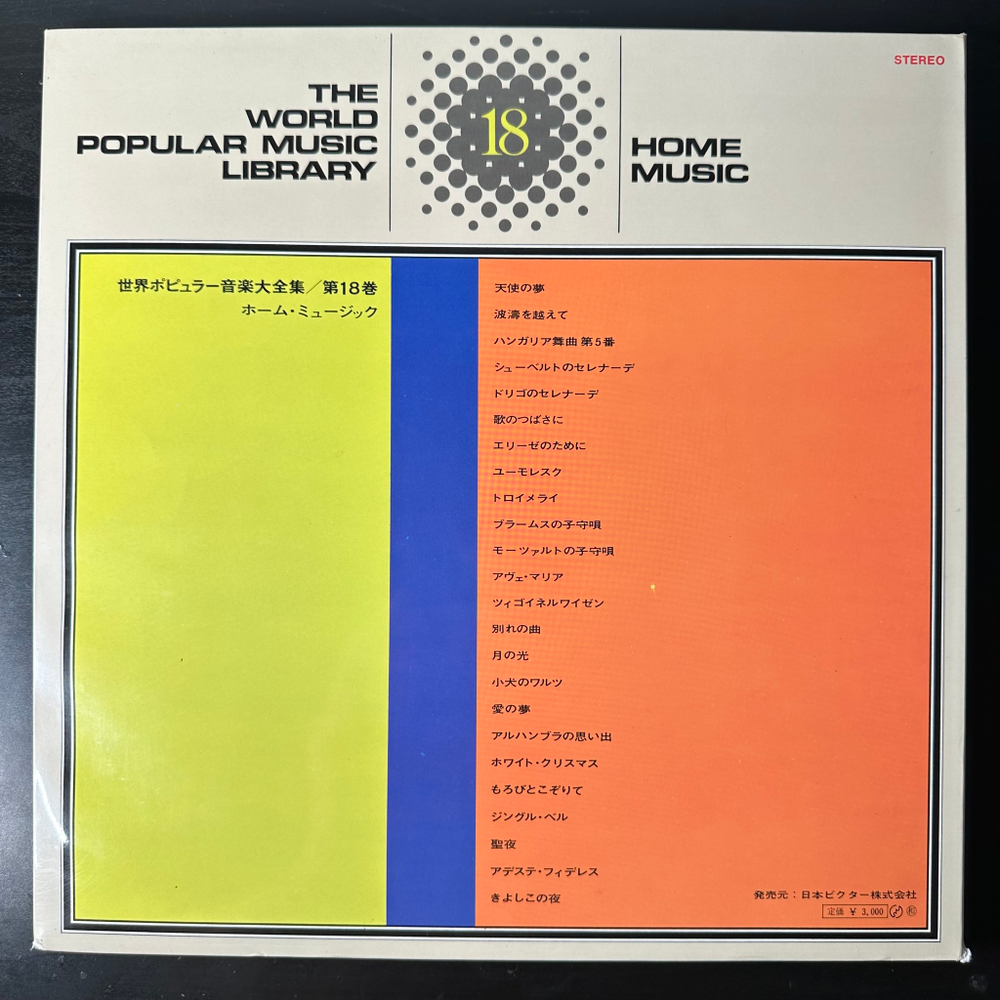 THE
WORLD
POPULAR MUSIC
LIBRARY
18
HOME
MUSIC
STEREO
世界ポピュラー音楽大全集/第18巻
ホーム・ミュージック
天使の夢
波濤を越えて
ハンガリア舞曲 第5番
シューベルトのセレナーデ
ドリゴのセレナーデ
歌のつばさに
エリーゼのために
ユーモレスク
トロイメライ
ブラームスの子守唄
モーツァルトの子守唄
アヴェ・マリア
ツィゴイネルワイゼン
別れの曲
月の光
小犬のワルツ
愛の夢
アルハンブラの思い出
ホワイト・クリスマス
もろびとこぞりて
ジングル・ベル
聖夜
アデステ・フィデレス
きよしこの夜
発売元:日本ビクター株式会社
定価 ¥ 3,000